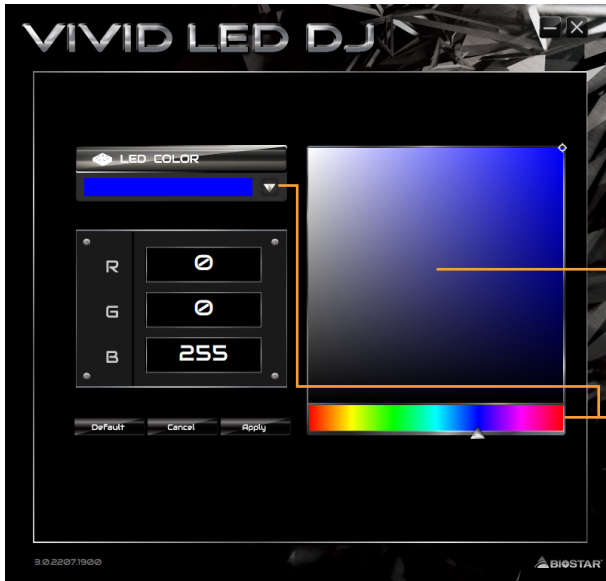 VIVID LED DJ
LED COLOR
R 0
G 0
B 255
Default Cancel Apply
3.0.2207.1900
BIOSTAR